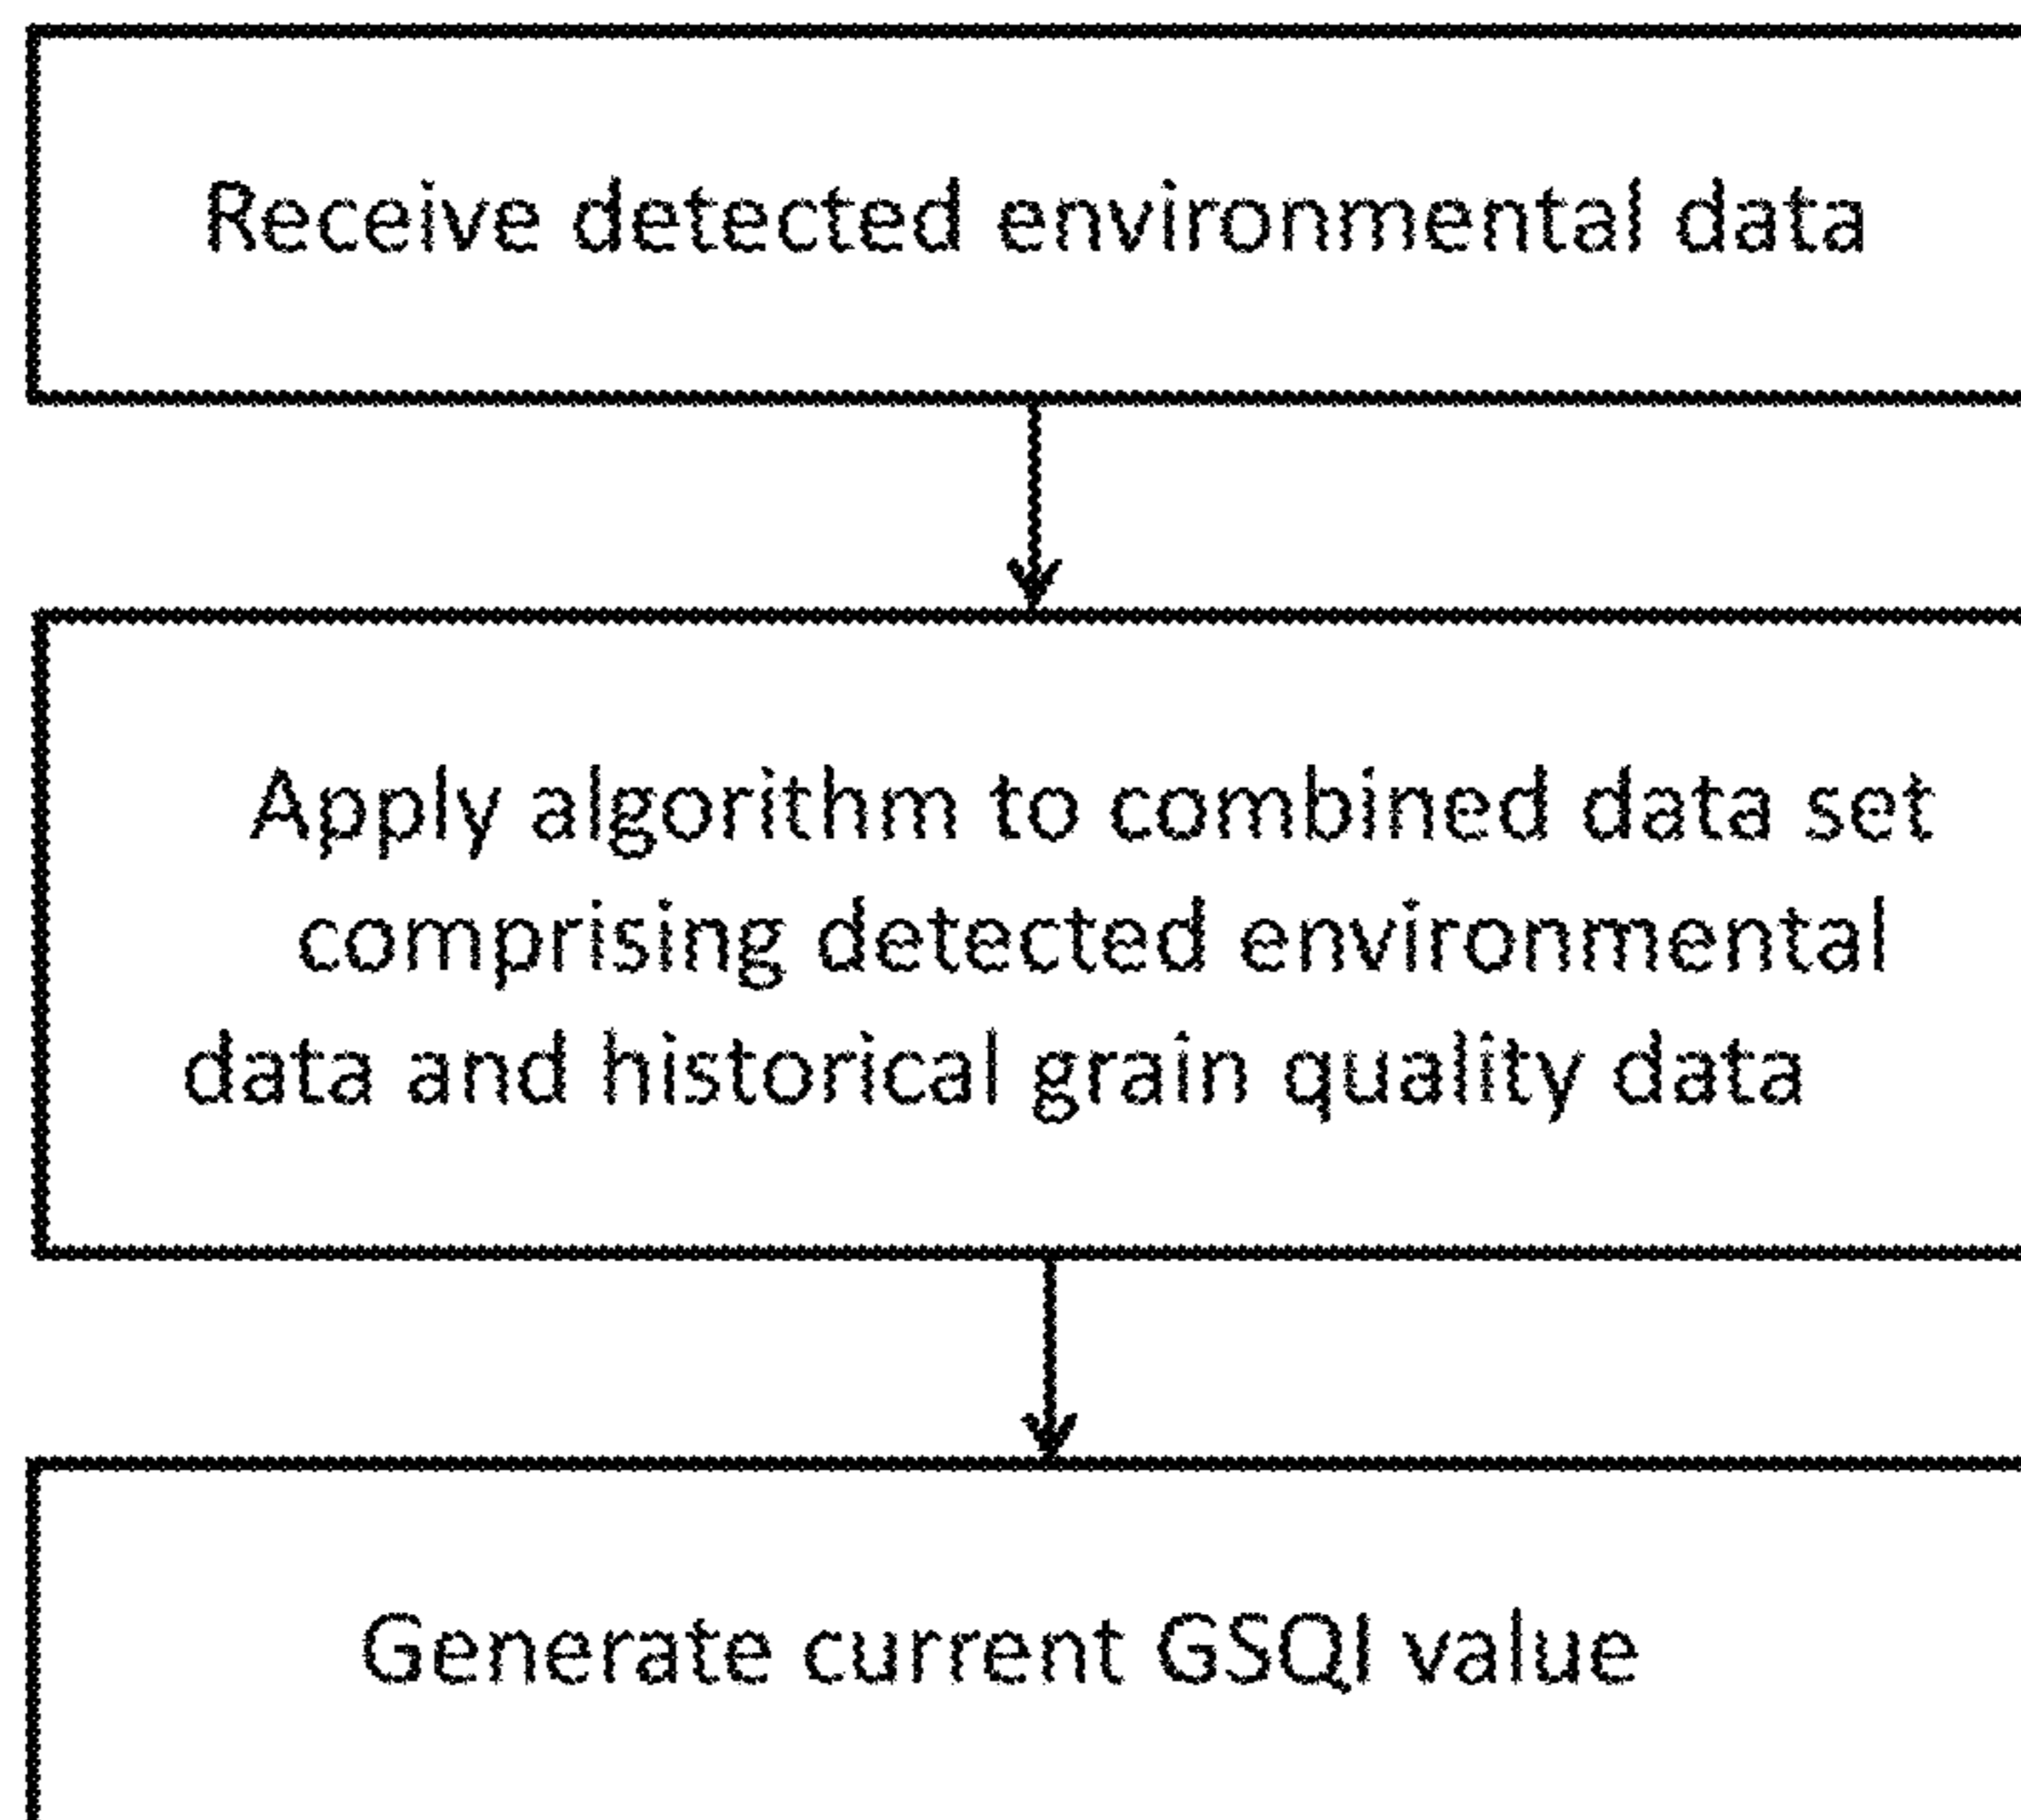 Receive detected environmental data
Apply algorithm to combined data set
comprising detected environmental
data and historical grain quality data
Generate current GSQI value